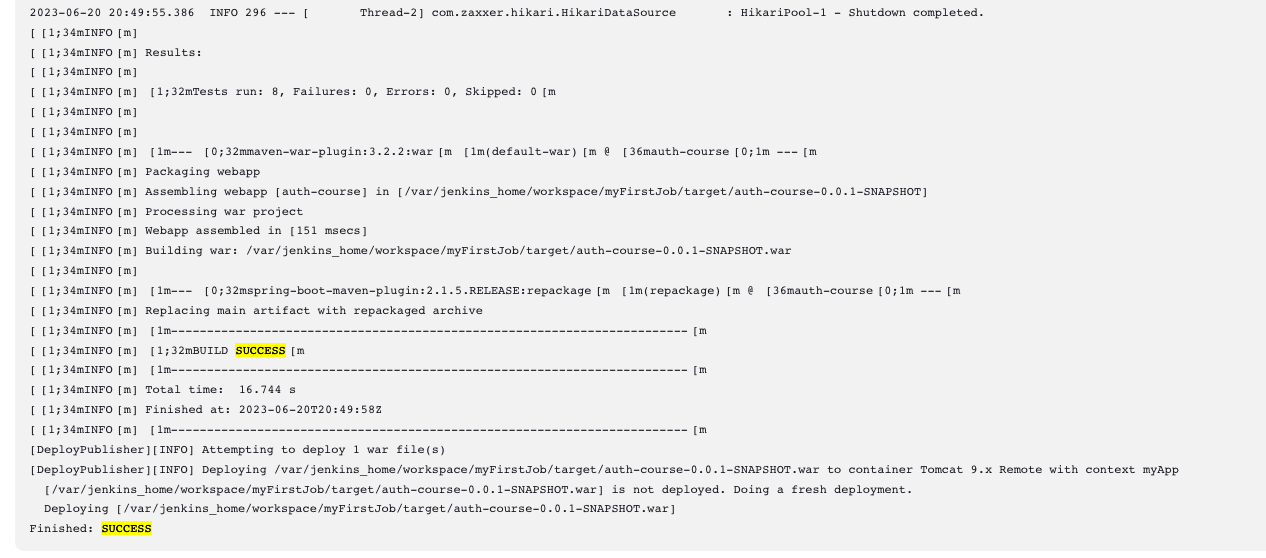 2023-06-20 20:49:55.386  INFO 296 --- [       Thread-2] com.zaxxer.hikari.HikariDataSource       : HikariPool-1 - Shutdown completed.
[ [1;34mINFO [m]
[ [1;34mINFO [m] Results:
[ [1;34mINFO [m]
[ [1;34mINFO [m]  [1;32mTests run: 8, Failures: 0, Errors: 0, Skipped: 0 [m
[ [1;34mINFO [m]
[ [1;34mINFO [m]
[ [1;34mINFO [m]  [1m---  [0;32mmaven-war-plugin:3.2.2:war [m  [1m(default-war) [m @  [36mauth-course [0;1m --- [m
[ [1;34mINFO [m] Packaging webapp
[ [1;34mINFO [m] Assembling webapp [auth-course] in [/var/jenkins_home/workspace/myFirstJob/target/auth-course-0.0.1-SNAPSHOT]
[ [1;34mINFO [m] Processing war project
[ [1;34mINFO [m] Webapp assembled in [151 msecs]
[ [1;34mINFO [m] Building war: /var/jenkins_home/workspace/myFirstJob/target/auth-course-0.0.1-SNAPSHOT.war
[ [1;34mINFO [m]
[ [1;34mINFO [m]  [1m---  [0;32mspring-boot-maven-plugin:2.1.5.RELEASE:repackage [m  [1m(repackage) [m @  [36mauth-course [0;1m --- [m
[ [1;34mINFO [m] Replacing main artifact with repackaged archive
[ [1;34mINFO [m]  [1m------------------------------------------------------------------------ [m
[ [1;34mINFO [m]  [1;32mBUILD SUCCESS [m
[ [1;34mINFO [m]  [1m------------------------------------------------------------------------ [m
[ [1;34mINFO [m] Total time:  16.744 s
[ [1;34mINFO [m] Finished at: 2023-06-20T20:49:58Z
[ [1;34mINFO [m]  [1m------------------------------------------------------------------------ [m
[DeployPublisher][INFO] Attempting to deploy 1 war file(s)
[DeployPublisher][INFO] Deploying /var/jenkins_home/workspace/myFirstJob/target/auth-course-0.0.1-SNAPSHOT.war to container Tomcat 9.x Remote with context myApp
  [/var/jenkins_home/workspace/myFirstJob/target/auth-course-0.0.1-SNAPSHOT.war] is not deployed. Doing a fresh deployment.
  Deploying [/var/jenkins_home/workspace/myFirstJob/target/auth-course-0.0.1-SNAPSHOT.war]
Finished: SUCCESS